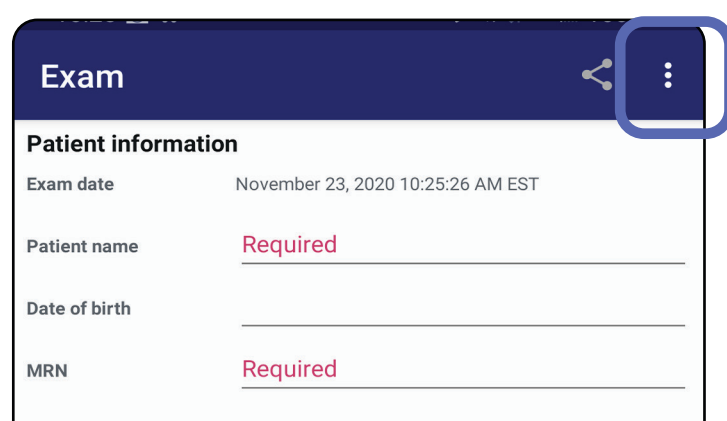 Exam
Patient information
Exam date November 23, 2020 10:25:26 AM EST
Patient name Required
Date of birth
MRN Required